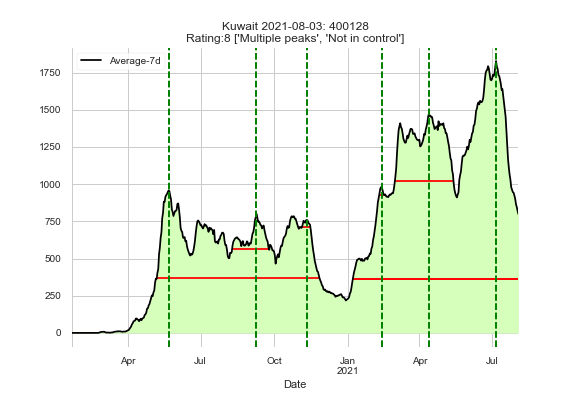 Kuwait 2021-08-03: 400128
Rating:8 ['Multiple peaks', 'Not in control']
Average-7d
1750
1500
1250
1000
750
500
250
0
Apr Jul Oct Jan Apr Jul
2021
Date